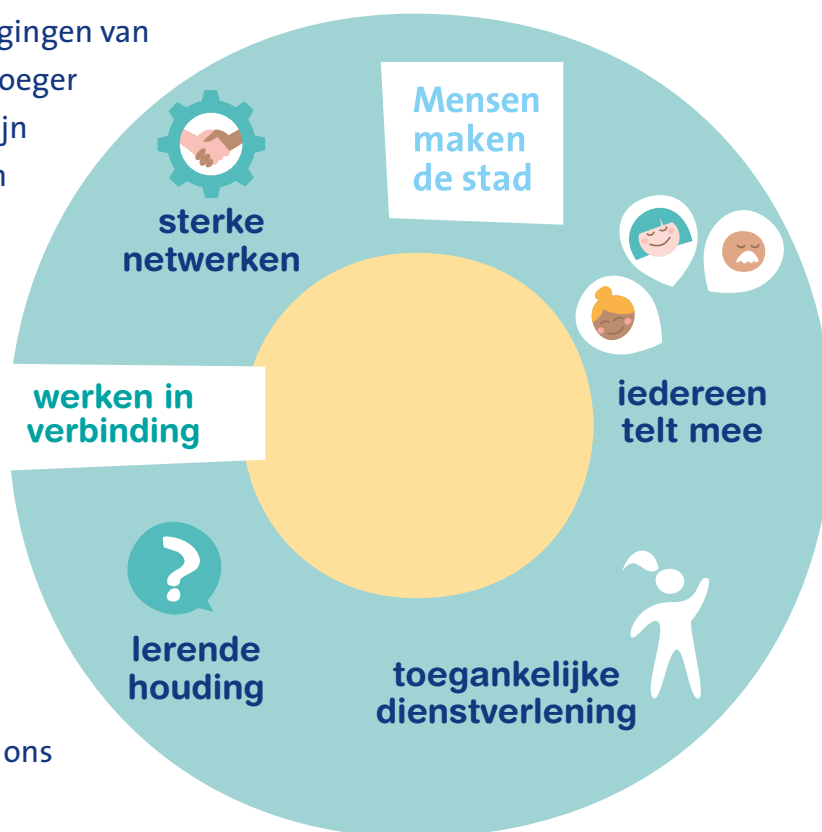 gingen van
oeger
ijn
Mensen
maken
de stad
sterke
netwerken
iedereen
telt mee
werken in
verbinding
?
lerende
houding
toegankelijke
dienstverlening
ons